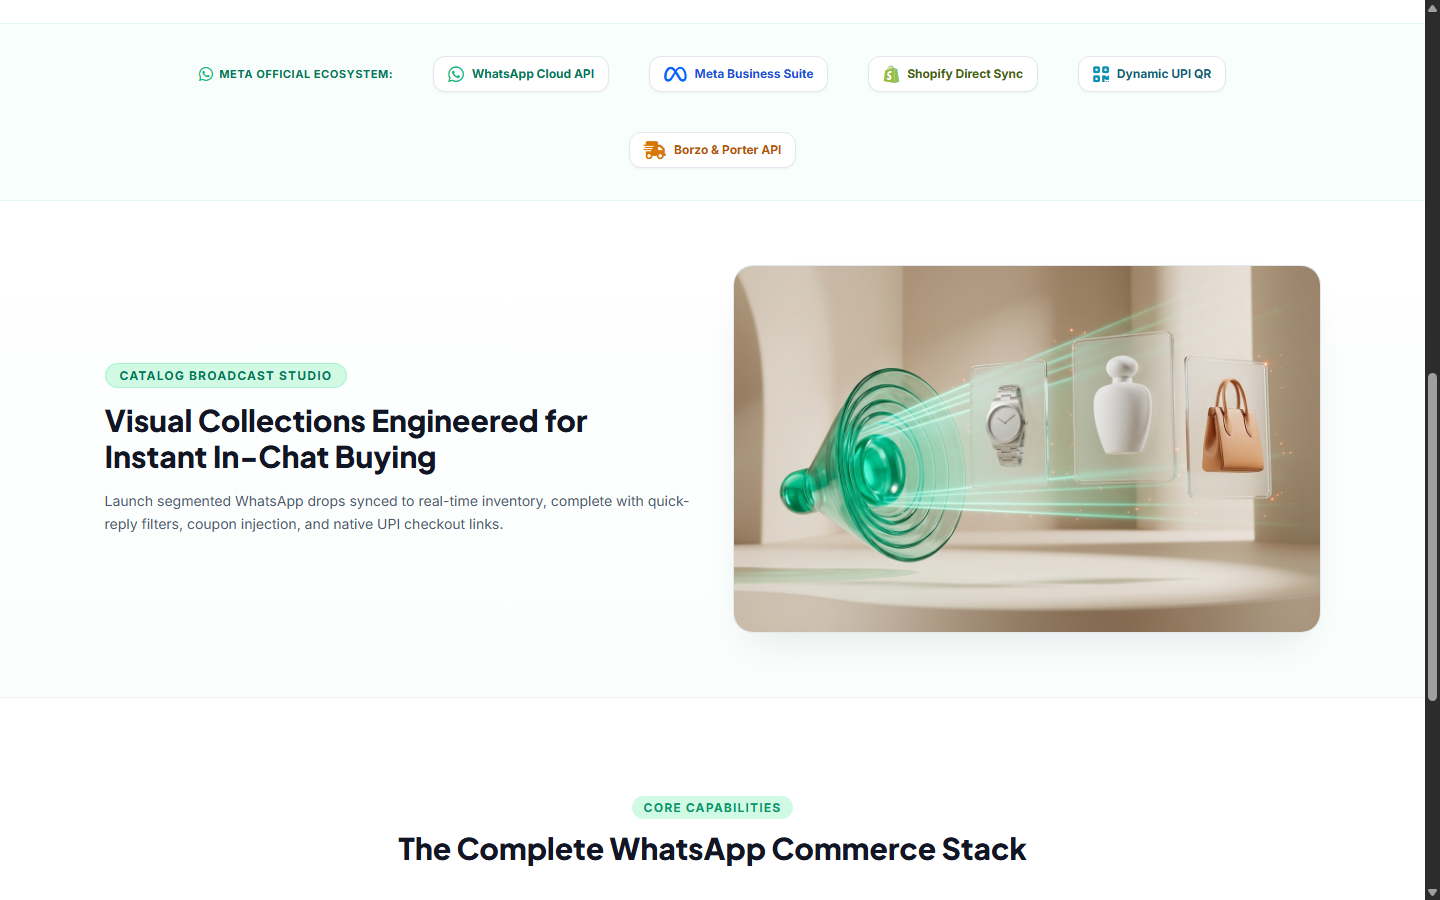 META OFFICIAL ECOSYSTEM:
WhatsApp Cloud API
Meta Business Suite
Shopify Direct Sync
Dynamic UPI QR
Borzo & Porter API
CATALOG BROADCAST STUDIO
Visual Collections Engineered for
Instant In-Chat Buying
Launch segmented WhatsApp drops synced to real-time inventory, complete with quick-
reply filters, coupon injection, and native UPI checkout links.
CORE CAPABILITIES
The Complete WhatsApp Commerce Stack